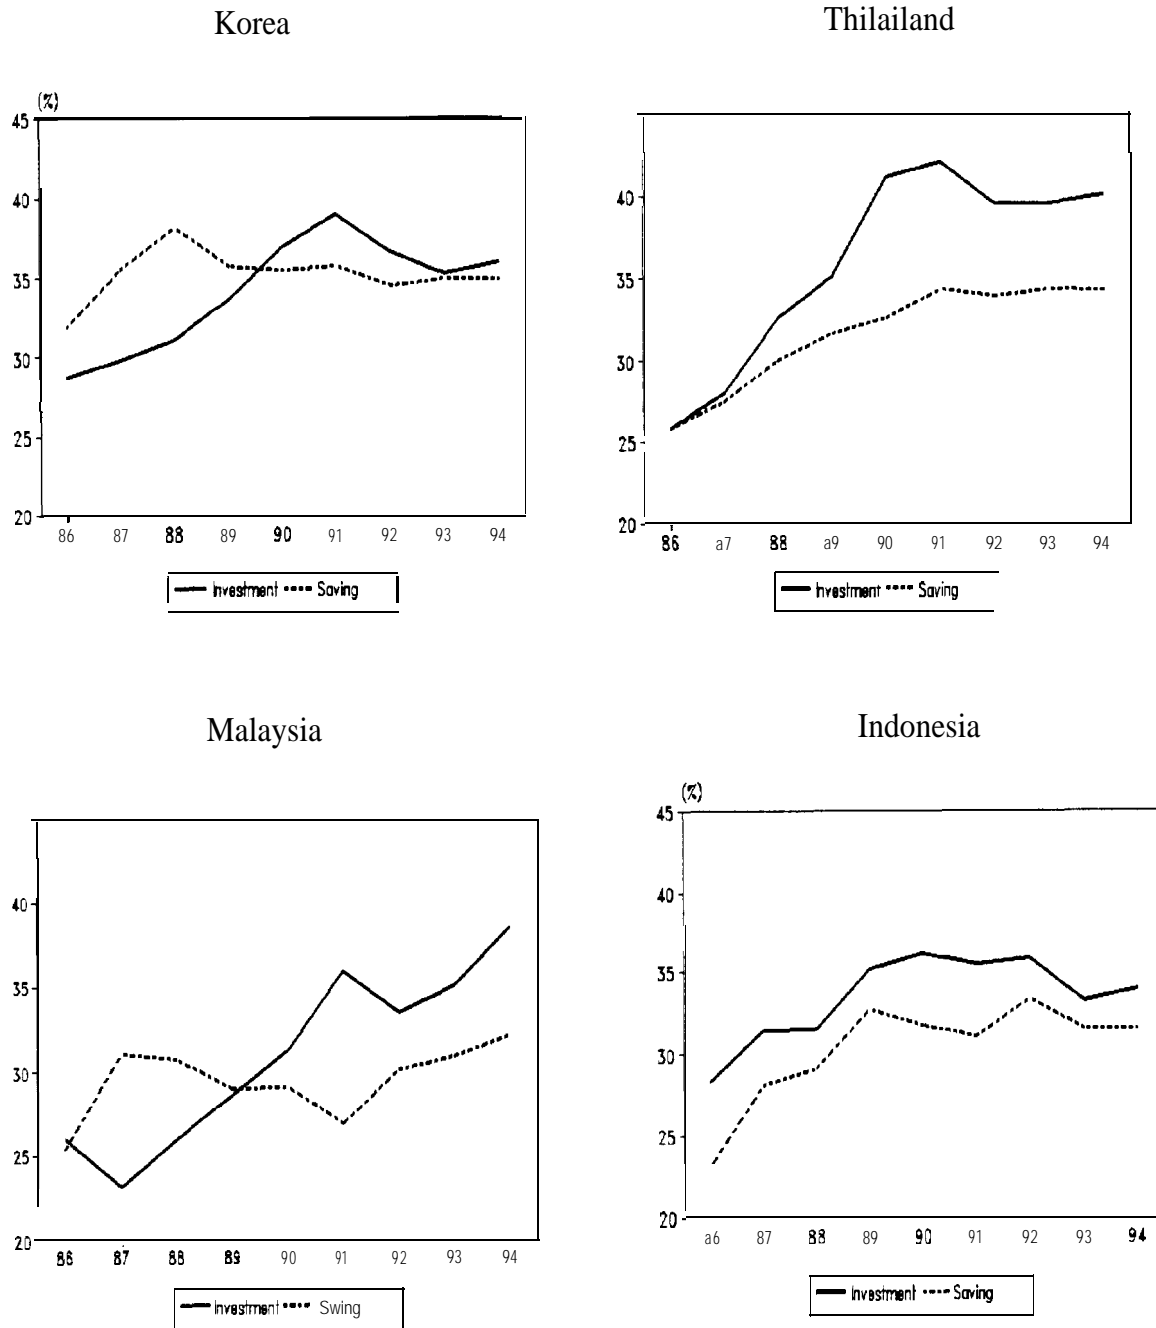 Korea
(%)
45
40
35
30
25
20
86 87 88 89 90 91 92 93 94
Investment Saving
Thilailand
40
35
30
25
20
86 a7 88 a9 90 91 92 93 94
Investment Saving
Malaysia
40
35
30
25
20
86 87 88 89 90 91 92 93 94
Investment Swing
Indonesia
(%)
45
40
35
30
25
20
a6 87 88 89 90 91 92 93 94
Investment Saving